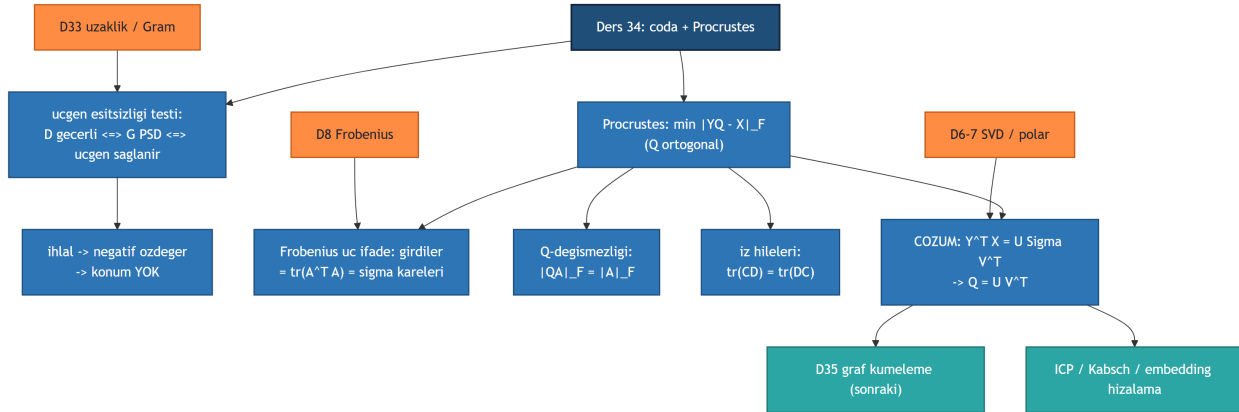 D33 uzaklik / Gram
Ders 34: coda + Procrustes
ucgen esitsizligi testi:
D gecerli <=> G PSD <=>
ucgen saglanir
D8 Frobenius
Procrustes: min |YQ - X|_F
(Q ortogonal)
D6-7 SVD / polar
ihlal -> negatif ozdeger
-> konum YOK
Frobenius uc ifade: girdiler
= tr(A^T A) = sigma kareleri
Q-degismezligi:
|QA|_F = |A|_F
iz hileleri:
tr(CD) = tr(DC)
COZUM: Y^T X = U Sigma
V^T
-> Q = U V^T
D35 graf kumeleme
(sonraki)
ICP / Kabsch / embedding
hizalama